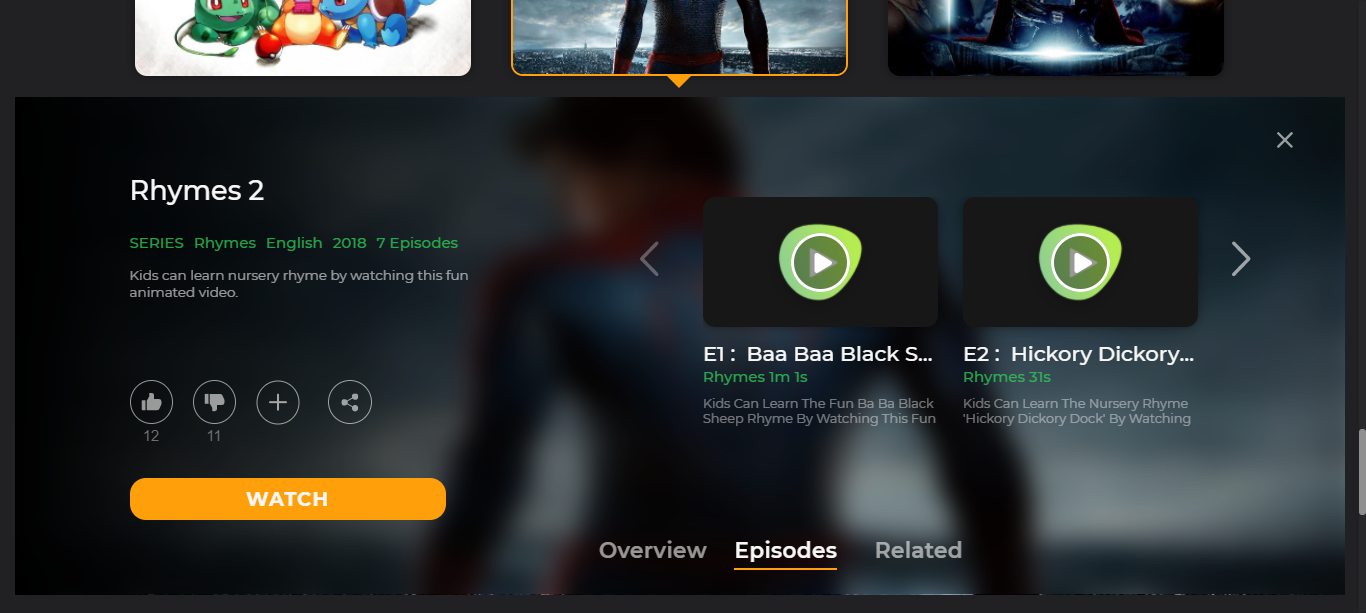 Rhymes 2
SERIES Rhymes English 2018 7 Episodes
Kids can learn nursery rhyme by watching this fun
animated video.
12
11
WATCH
E1 : Baa Baa Black S...
Rhymes 1m 1s
Kids Can Learn The Fun Ba Ba Black
Sheep Rhyme By Watching This Fun
E2 : Hickory Dickory...
Rhymes 31s
Kids Can Learn The Nursery Rhyme
'Hickory Dickory Dock' By Watching
Overview
Episodes
Related